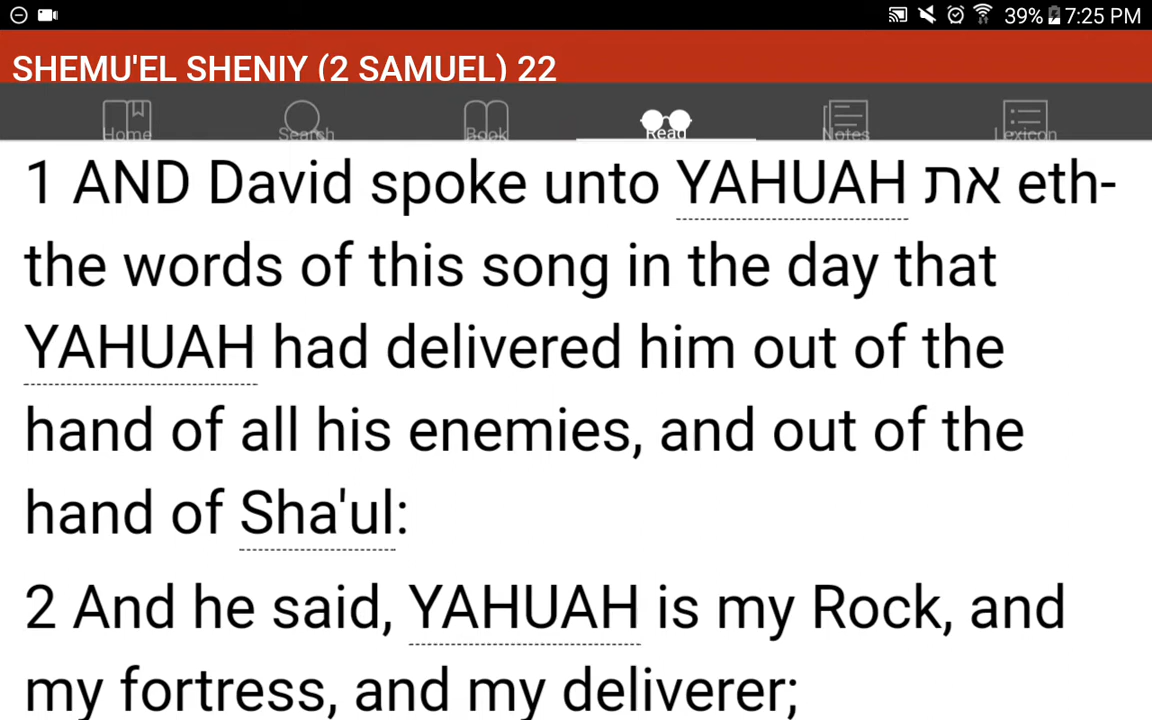 39% 7:25 PM
SHEMU'EL SHENIY (2 SAMUEL) 22
Home Search Book Read Notes Lexicon
1 AND David spoke unto YAHUAH את eth-
the words of this song in the day that
YAHUAH had delivered him out of the
hand of all his enemies, and out of the
hand of Sha'ul:
2 And he said, YAHUAH is my Rock, and
my fortress, and my deliverer;